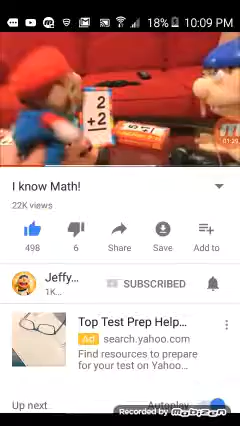 18% 10:09 PM
2
+2
I know Math!
22K views
498
6
Share
Save
Add to
Jeffy...
1K...
SUBSCRIBED
Top Test Prep Help...
Ad search.yahoo.com
Find resources to prepare
for your test on Yahoo...
Up next
Autoplay
Recorded by Mobizen